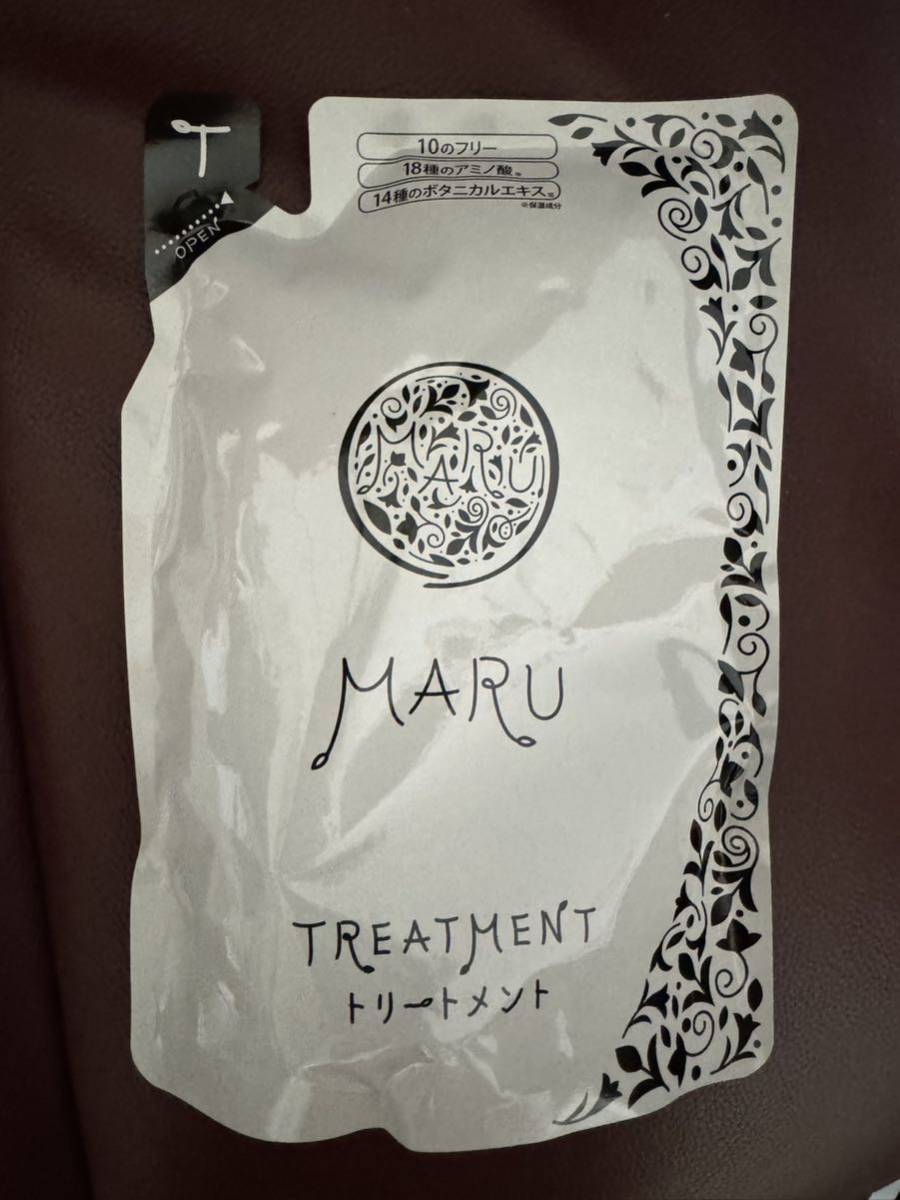 T
OPEN
10のフリー
18種のアミノ酸※
14種のボタニカルエキス※
※保湿成分
MARU
MARU
TREATMENT
トリートメント